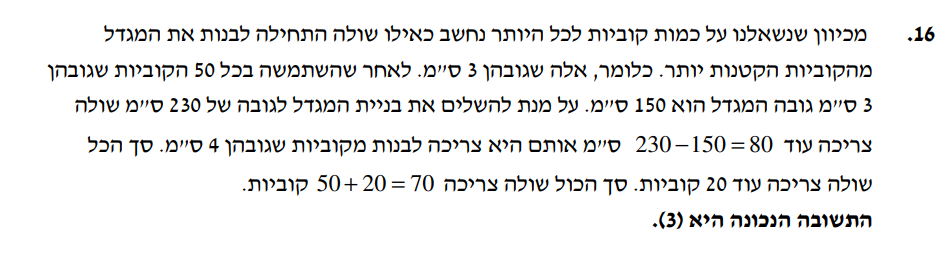 16. מכיוון שנשאלנו על כמות קוביות לכל היותר נחשב כאילו שולה התחילה לבנות את המגדל
מהקוביות הקטנות יותר. כלומר, אלה שגובהן 3 ס״מ. לאחר שהשתמשה בכל 50 הקוביות שגובהן
3 ס״מ גובה המגדל הוא 150 ס״מ. על מנת להשלים את בניית המגדל לגובה של 230 ס״מ שולה
צריכה עוד 230−150 = 80 ס״מ אותם היא צריכה לבנות מקוביות שגובהן 4 ס״מ. סך הכל
שולה צריכה עוד 20 קוביות. סך הכול שולה צריכה 50+20 = 70 קוביות.
התשובה הנכונה היא (3).